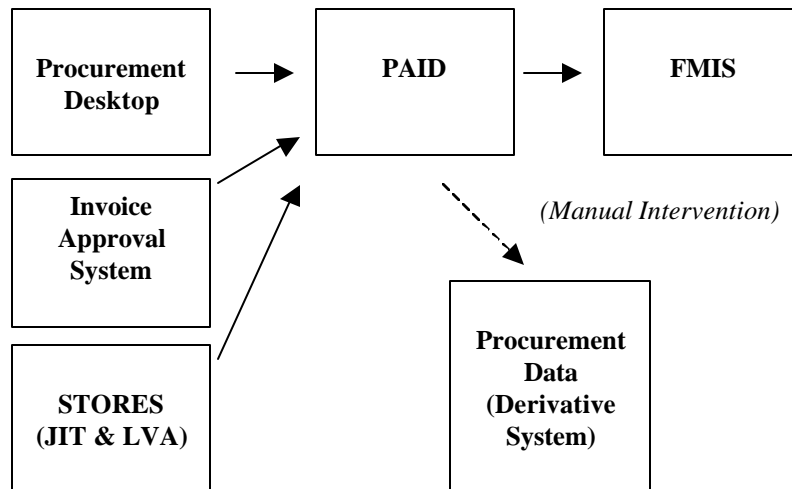 Procurement
Desktop
PAID
FMIS
Invoice
Approval
System
(Manual Intervention)
STORES
(JIT & LVA)
Procurement
Data
(Derivative
System)